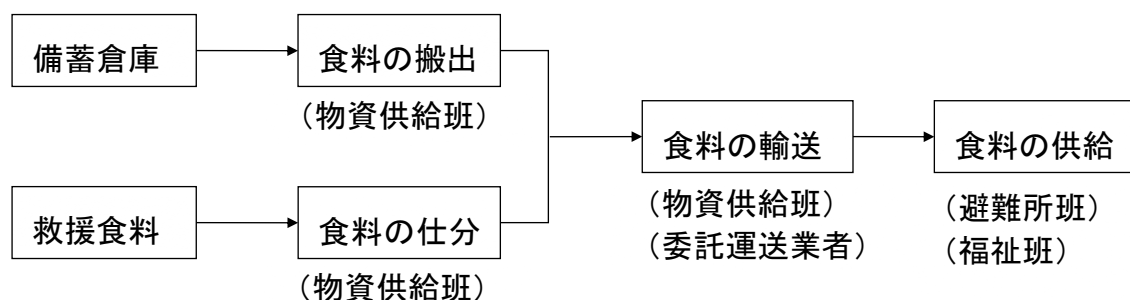 備蓄倉庫
食料の搬出
(物資供給班)
救援食料
食料の仕分
(物資供給班)
食料の輸送
(物資供給班)
(委託運送業者)
食料の供給
(避難所班)
(福祉班)